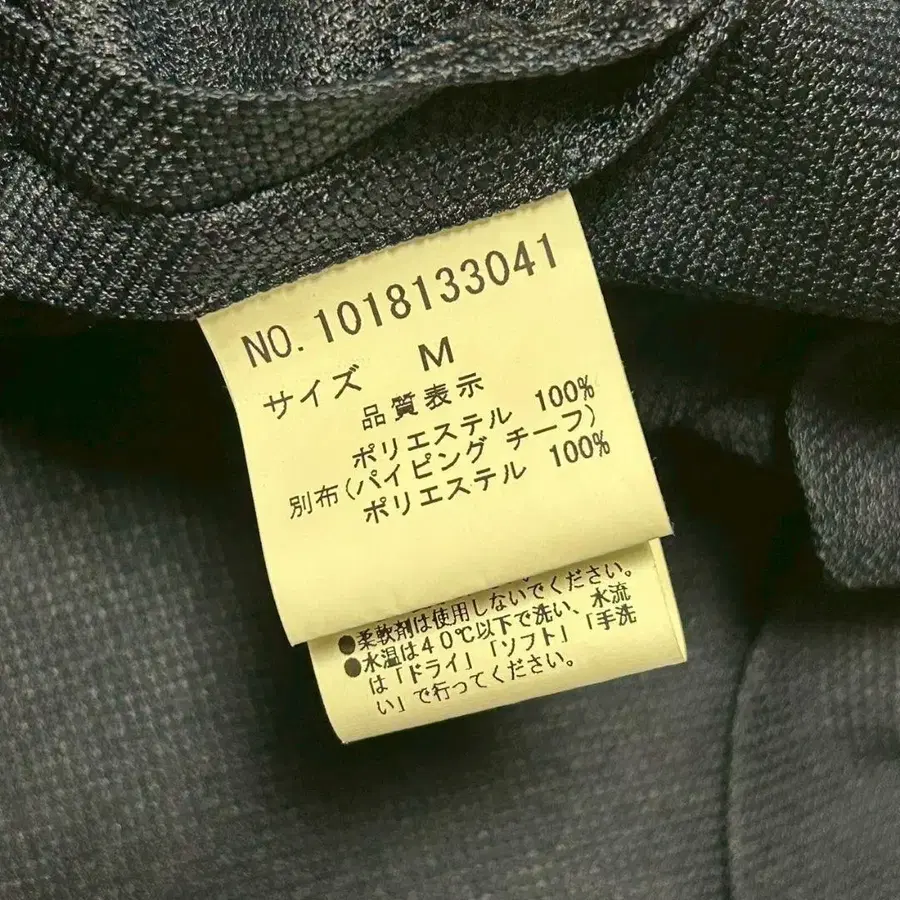 NO. 1018133041
サイズ M
品質表示
ポリエステル 100%
別布(パイピング チーフ)
ポリエステル 100%
●柔軟剤は使用しないでください。
●水温は40℃以下で洗い、水流
は「ドライ」「ソフト」「手洗
い」で行ってください。